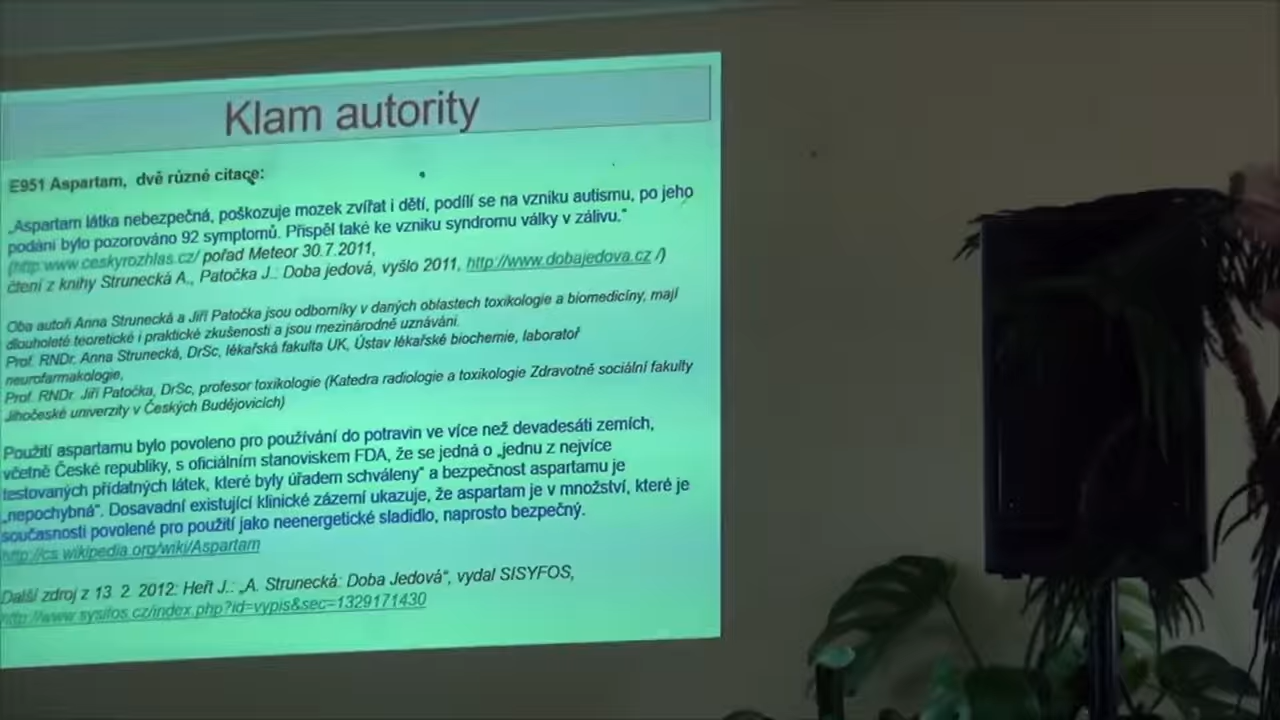 Klam autority
E951 Aspartam, dvě různé citace:
„Aspartam látka nebezpečná, poškozuje mozek zvířat i dětí, podílí se na vzniku autismu, po jeho
podání bylo pozorováno 92 symptomů. Přispěl také ke vzniku syndromu války v zálivu.“
(http:www.ceskyrozhlas.cz/ pořad Meteor 30.7.2011,
čtení z knihy Strunecká A., Patočka J.: Doba jedová, vyšlo 2011, http://www.dobajedova.cz /)
Oba autoři Anna Strunecká a Jiří Patočka jsou odborníky v daných oblastech toxikologie a biomedicíny, mají
dlouholeté teoretické i praktické zkušenosti a jsou mezinárodně uznáváni.
Prof. RNDr. Anna Strunecká, DrSc, lékařská fakulta UK, Ústav lékařské biochemie, laboratoř
neurofarmakologie,
Prof. RNDr. Jiří Patočka, DrSc, profesor toxikologie (Katedra radiologie a toxikologie Zdravotně sociální fakulty
Jihočeské univerzity v Českých Budějovicích)
Použití aspartamu bylo povoleno pro používání do potravin ve více než devadesáti zemích,
včetně České republiky, s oficiálním stanoviskem FDA, že se jedná o „jednu z nejvíce
testovaných přídatných látek, které byly úřadem schváleny“ a bezpečnost aspartamu je
„nepochybná“. Dosavadní existující klinické zázemí ukazuje, že aspartam je v množství, které je
současnosti povolené pro použití jako neenergetické sladidlo, naprosto bezpečný.
http://cs.wikipedia.org/wiki/Aspartam
Další zdroj z 13. 2. 2012: Heřt J.: „A. Strunecká: Doba Jedová“, vydal SISYFOS,
http://www.sysifos.cz/index.php?id=vypis&sec=1329171430